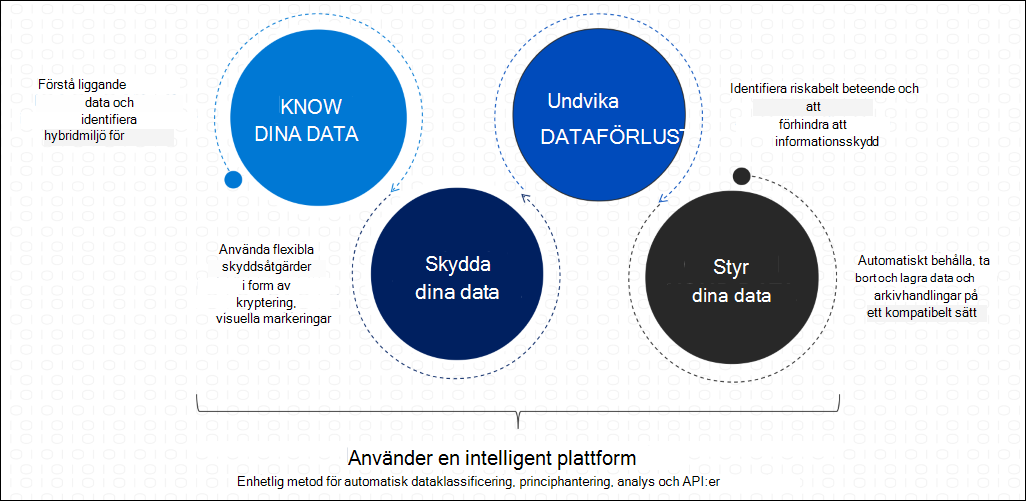 Förstå liggande
data och
identifiera
hybridmiljö för
KNOW
DINA DATA
Undvika
DATAFÖRLUST
Identifiera riskabelt beteende och
att
förhindra att
informationsskydd
Använda flexibla
skyddsåtgärder
i form av
kryptering,
visuella markeringar
Skydda
dina data
Styr
dina data
Automatiskt behålla, ta
bort och lagra data och
arkivhandlingar på
ett kompatibelt sätt
Använder en intelligent plattform
Enhetlig metod för automatisk dataklassificering, principhantering, analys och API:er